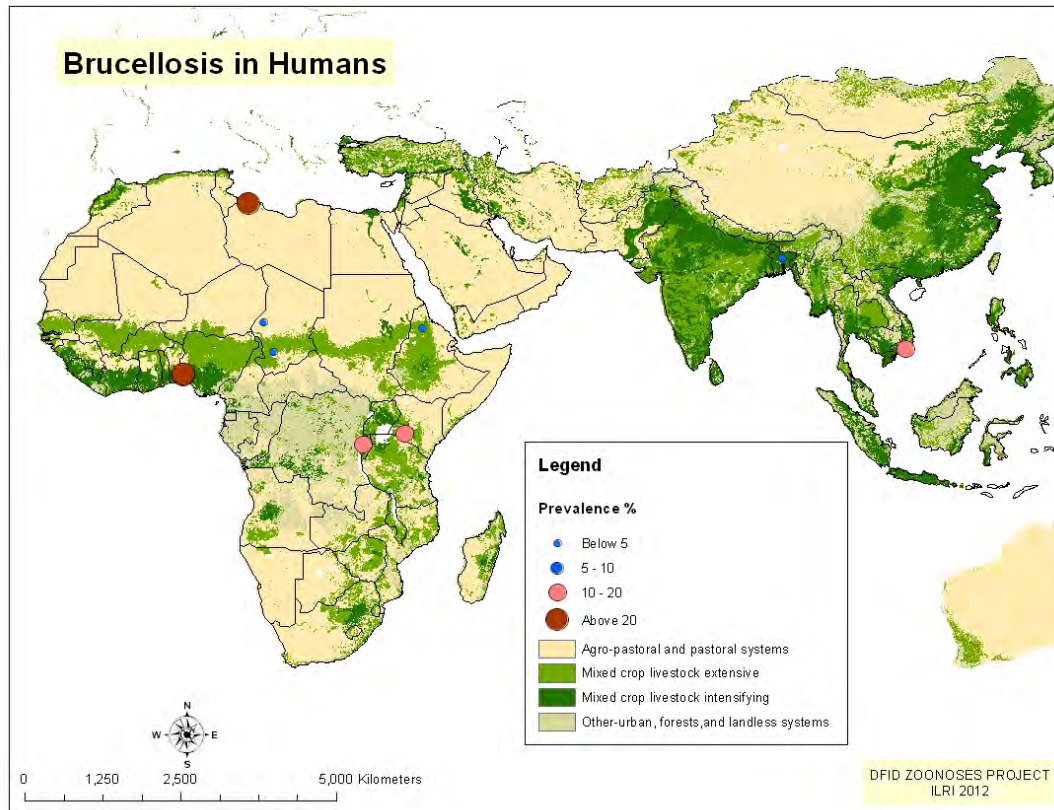 Brucellosis in Humans
Legend
Prevalence %
Below 5
5 - 10
10 - 20
Above 20
Agro-pastoral and pastoral systems
Mixed crop livestock extensive
Mixed crop livestock intensifying
Other-urban, forests,and landless systems
N
W E
S
0 1,250 2,500 5,000 Kilometers
DFID ZOONOSES PROJECT
ILRI 2012